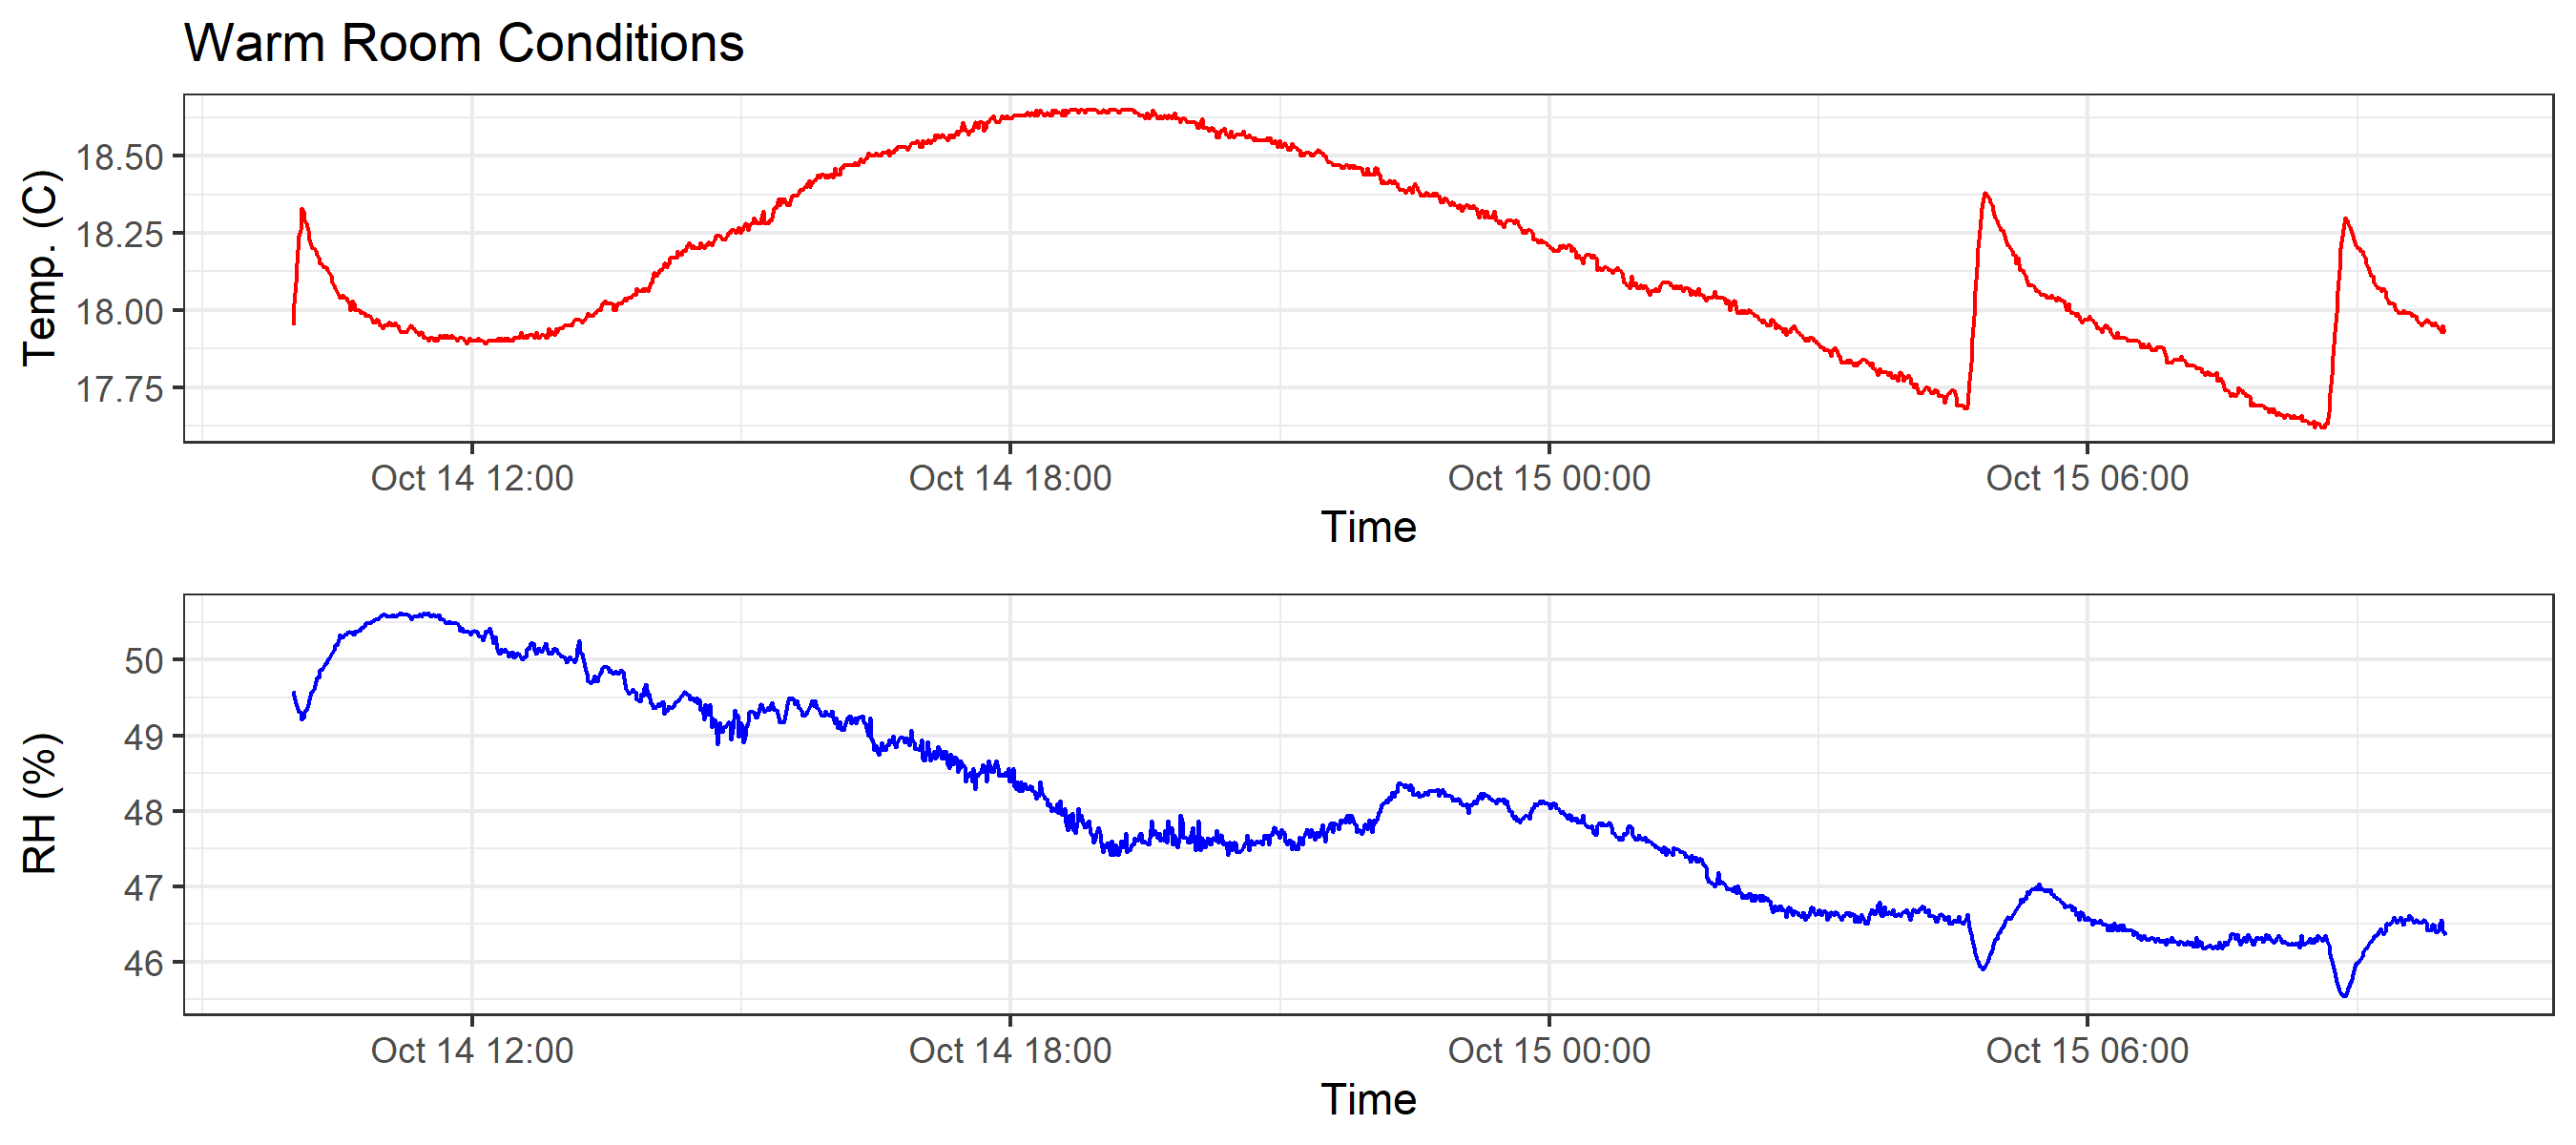 Warm Room Conditions
Temp. (C)
18.50
18.25
18.00
17.75
Oct 14 12:00 Oct 14 18:00 Oct 15 00:00 Oct 15 06:00
Time
RH (%)
50
49
48
47
46
Oct 14 12:00 Oct 14 18:00 Oct 15 00:00 Oct 15 06:00
Time